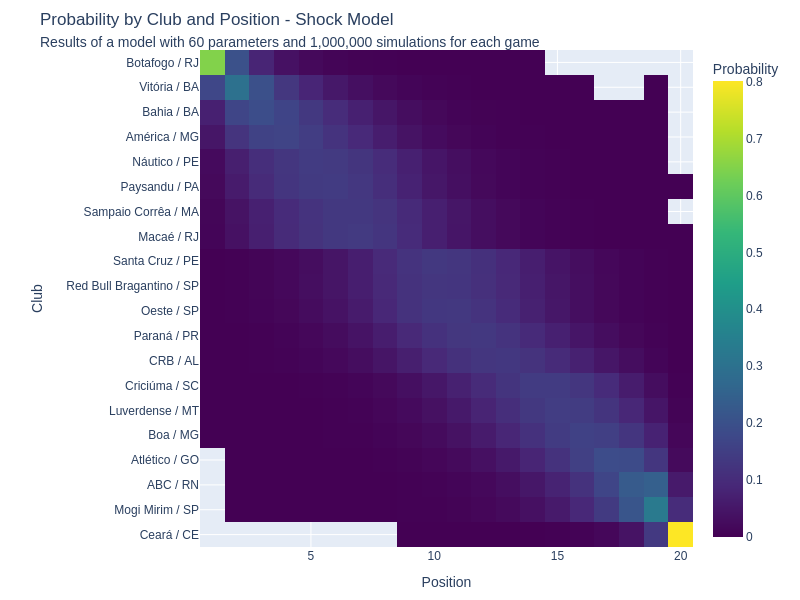 Probability by Club and Position - Shock Model
Results of a model with 60 parameters and 1,000,000 simulations for each game
Probability
Botafogo / RJ
Vitória / BA
Bahia / BA
América / MG
Náutico / PE
Paysandu / PA
Sampaio Corrêa / MA
Macaé / RJ
Santa Cruz / PE
Red Bull Bragantino / SP
Oeste / SP
Paraná / PR
CRB / AL
Criciúma / SC
Luverdense / MT
Boa / MG
Atlético / GO
ABC / RN
Mogi Mirim / SP
Ceará / CE
Club
5
10
15
20
Position
0.8
0.7
0.6
0.5
0.4
0.3
0.2
0.1
0